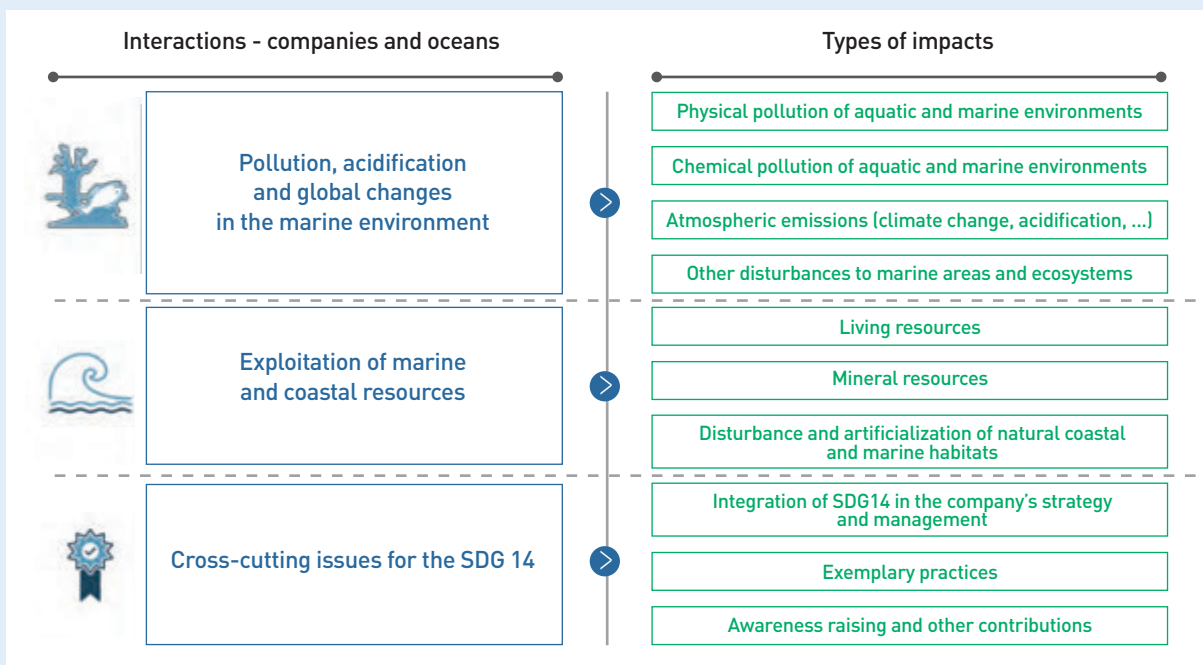 Interactions - companies and oceans
Types of impacts
Pollution, acidification
and global changes
in the marine environment
Physical pollution of aquatic and marine environments
Chemical pollution of aquatic and marine environments
Atmospheric emissions (climate change, acidification, ...)
Other disturbances to marine areas and ecosystems
Exploitation of marine
and coastal resources
Living resources
Mineral resources
Disturbance and artificialization of natural coastal
and marine habitats
Cross-cutting issues for the SDG 14
Integration of SDG14 in the company's strategy
and management
Exemplary practices
Awareness raising and other contributions